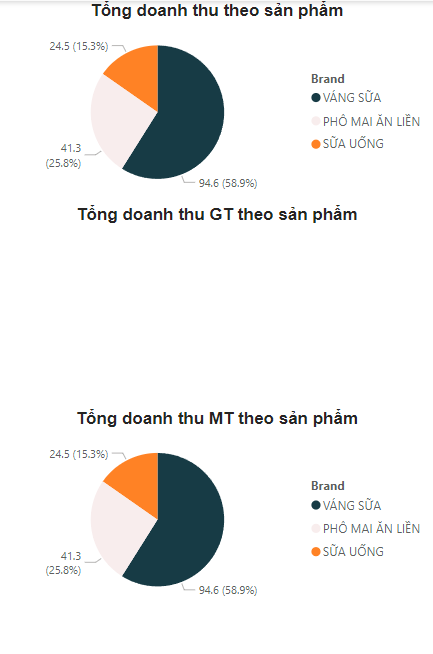 Tổng doanh thu theo sản phẩm
24.5 (15.3%)
41.3
(25.8%)
94.6 (58.9%)
Brand
VÁNG SỮA
PHÔ MAI ĂN LIỀN
SỮA UỐNG
Tổng doanh thu GT theo sản phẩm
Tổng doanh thu MT theo sản phẩm
24.5 (15.3%)
41.3
(25.8%)
94.6 (58.9%)
Brand
VÁNG SỮA
PHÔ MAI ĂN LIỀN
SỮA UỐNG